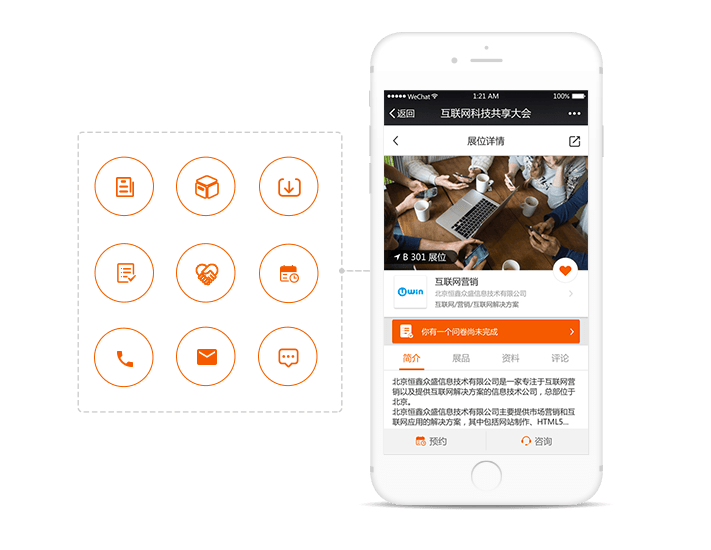 WeChat
1:21 AM
100%
返回
互联网科技共享大会
展位详情
B 301 展位
Uwin
互联网营销
北京恒鑫众盛信息技术有限公司
互联网/营销/互联网解决方案
你有一个问卷尚未完成
简介
展品
资料
评论
北京恒鑫众盛信息技术有限公司是一家专注于互联网营
销以及提供互联网解决方案的信息技术公司，总部位于
北京。
北京恒鑫众盛信息技术有限公司主要提供市场营销和互
联网应用的解决方案，其中包括网站制作、HTML5...
预约
咨询